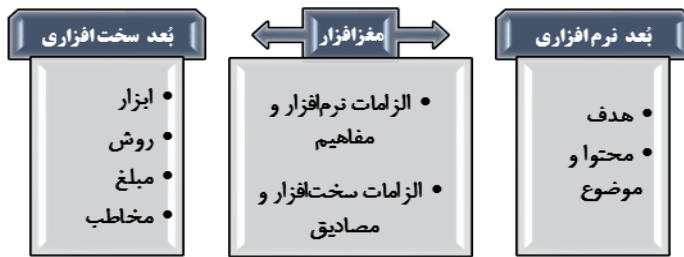 بُعد نرم‌افزاری
• هدف
• محتوا و
موضوع
مغزافزار
• الزامات نرم‌افزار و
مفاهیم
• الزامات سخت‌افزار و
مصادیق
بُعد سخت‌افزاری
• ابزار
• روش
• مبلغ
• مخاطب